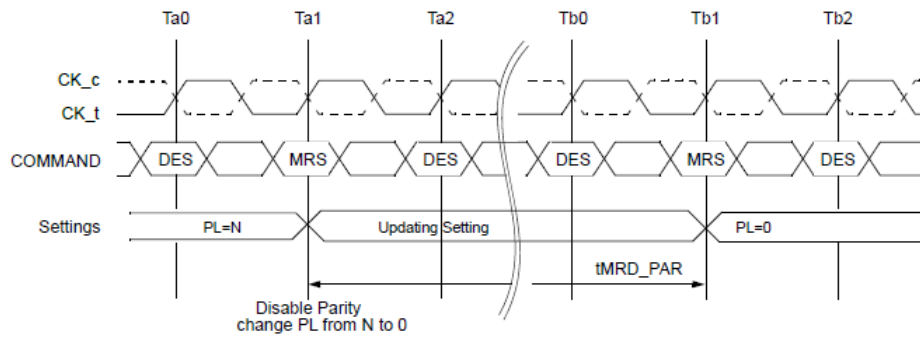 Ta0 Ta1 Ta2 Tb0 Tb1 Tb2
CK_c
CK_t
COMMAND DES MRS DES DES MRS DES
Settings PL=N Updating Setting PL=0
tMRD_PAR
Disable Parity
change PL from N to 0